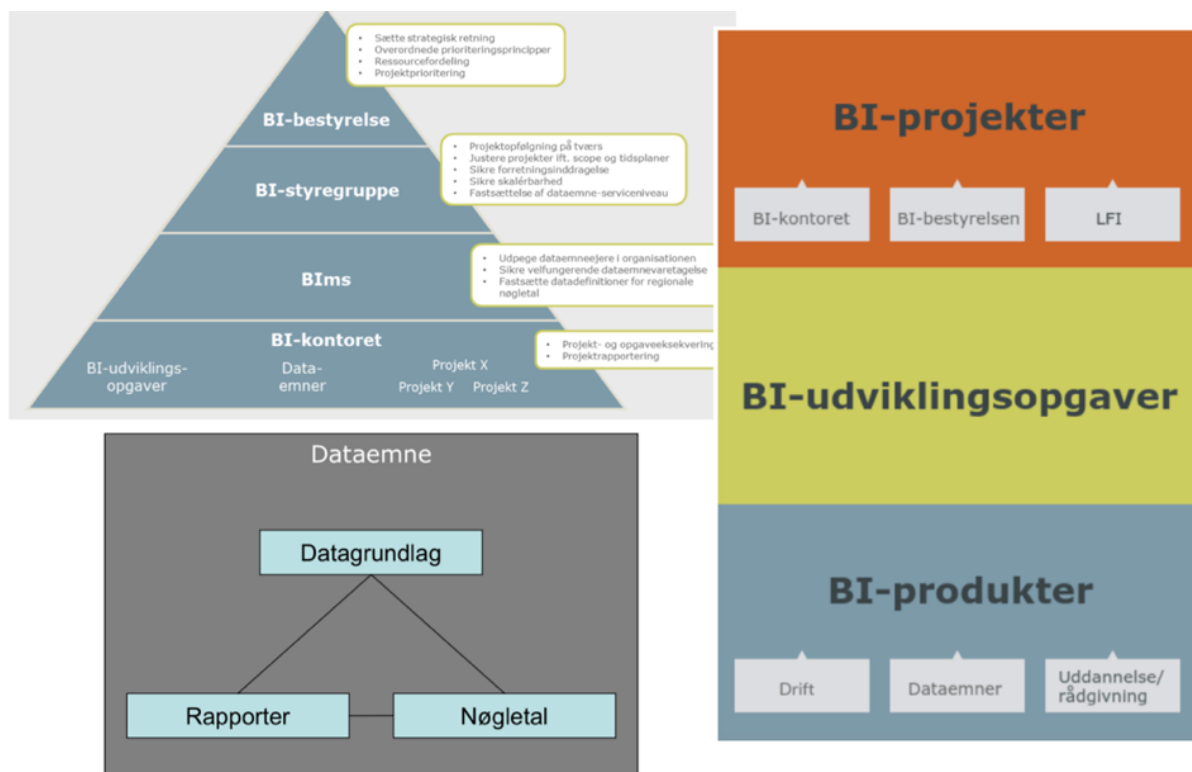 • Sætte strategisk retning
• Overordnede prioriteringsprincipper
• Ressourcefordeling
• Projektprioritering
BI-bestyrelse
• Projektopfølgning på tværs
• Justere projekter ift. scope og tidsplaner
• Sikre forretningsinddragelse
• Sikre skalérbarhed
• Fastsættelse af dataemne-serviceniveau
BI-styregruppe
• Udpege dataemneejere i organisationen
• Sikre velfungerende dataemnevaretagelse
• Fastsætte datadefinitioner for regionale
nøgletal
BIms
BI-kontoret
• Projekt- og opgaveeksekvering
• Projektrapportering
BI-udviklings-
opgaver
Data-
emner
Projekt X
Projekt Y
Projekt Z
Dataemne
Datagrundlag
Rapporter
Nøgletal
BI-projekter
BI-kontoret
BI-bestyrelsen
LFI
BI-udviklingsopgaver
BI-produkter
Drift
Dataemner
Uddannelse/
rådgivning